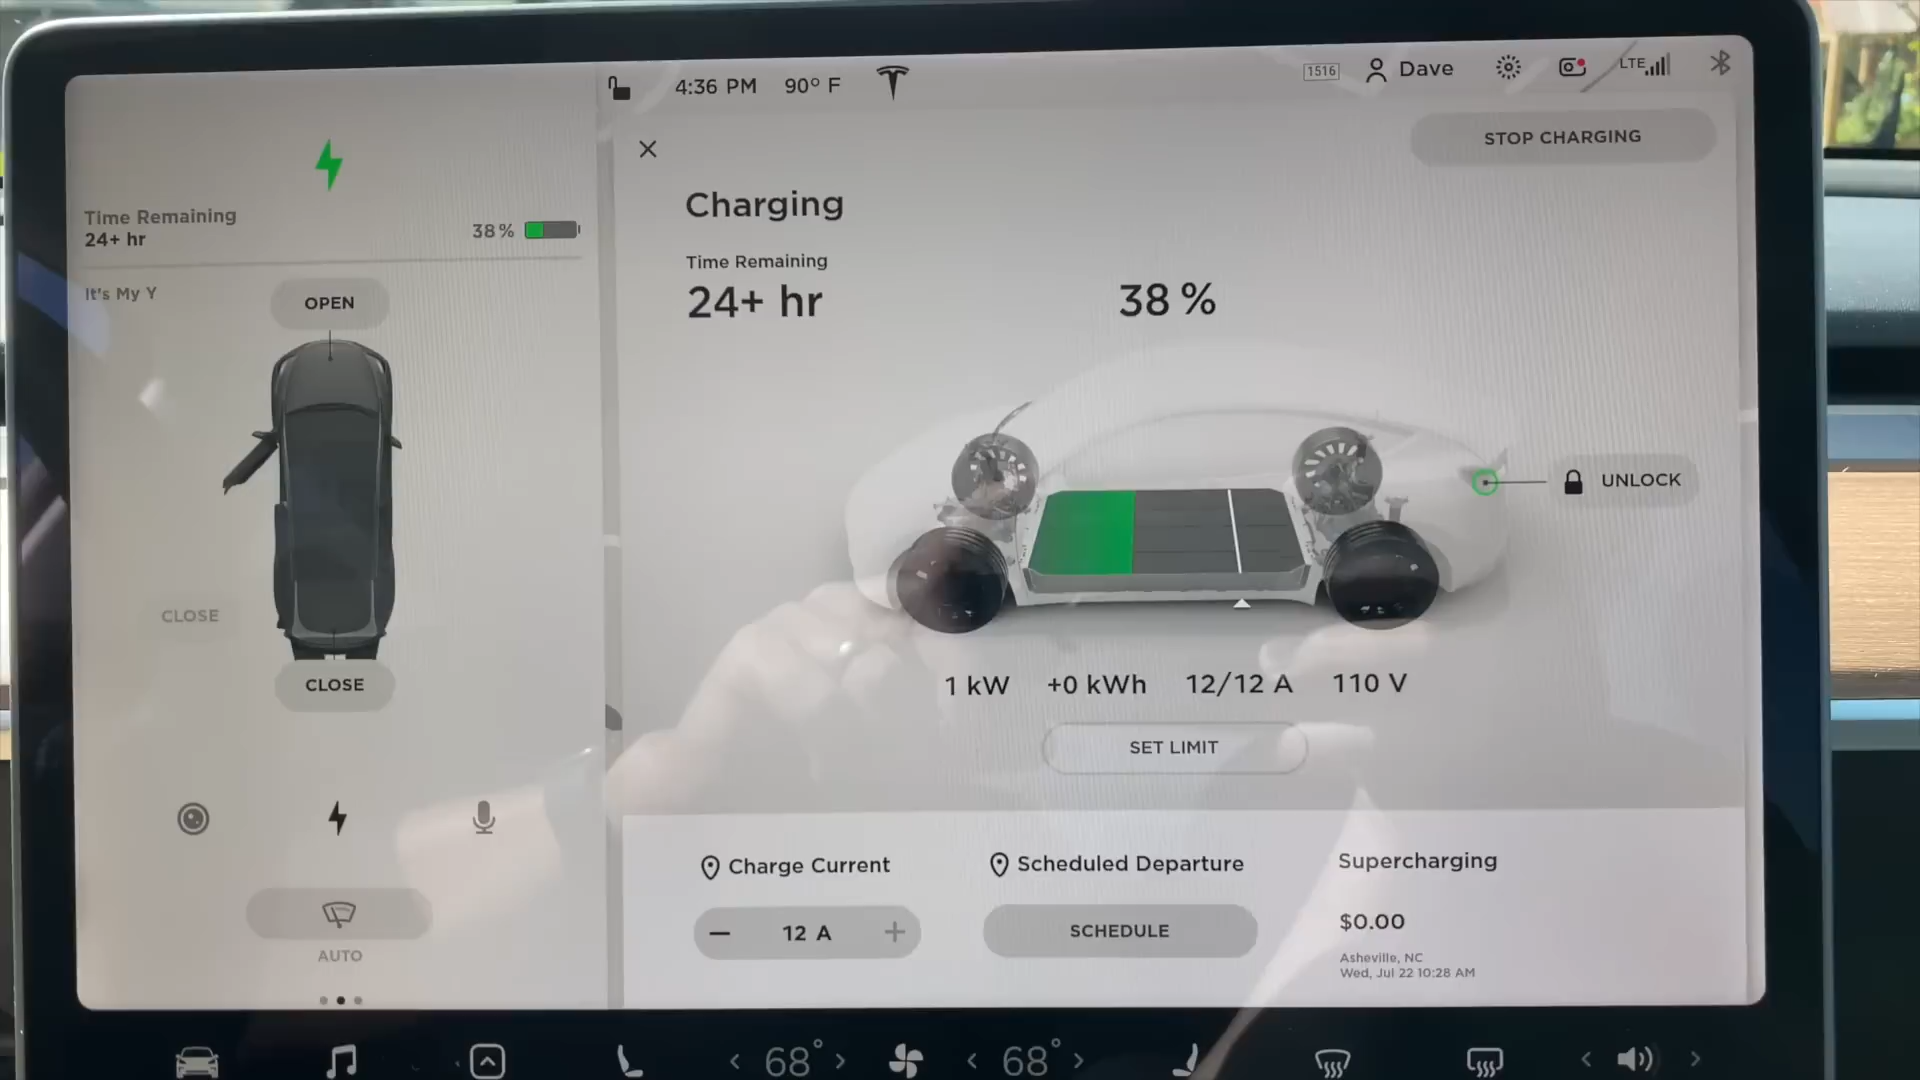 4:36 PM 90° F
1516 Dave LTE
STOP CHARGING
Time Remaining
24+ hr
38 %
It's My Y
OPEN
CLOSE
CLOSE
AUTO
Charging
Time Remaining
24+ hr
38 %
UNLOCK
1 kW +0 kWh 12/12 A 110 V
SET LIMIT
Charge Current
12 A
Scheduled Departure
SCHEDULE
Supercharging
$0.00
Asheville, NC
Wed, Jul 22 10:28 AM
68° 68°